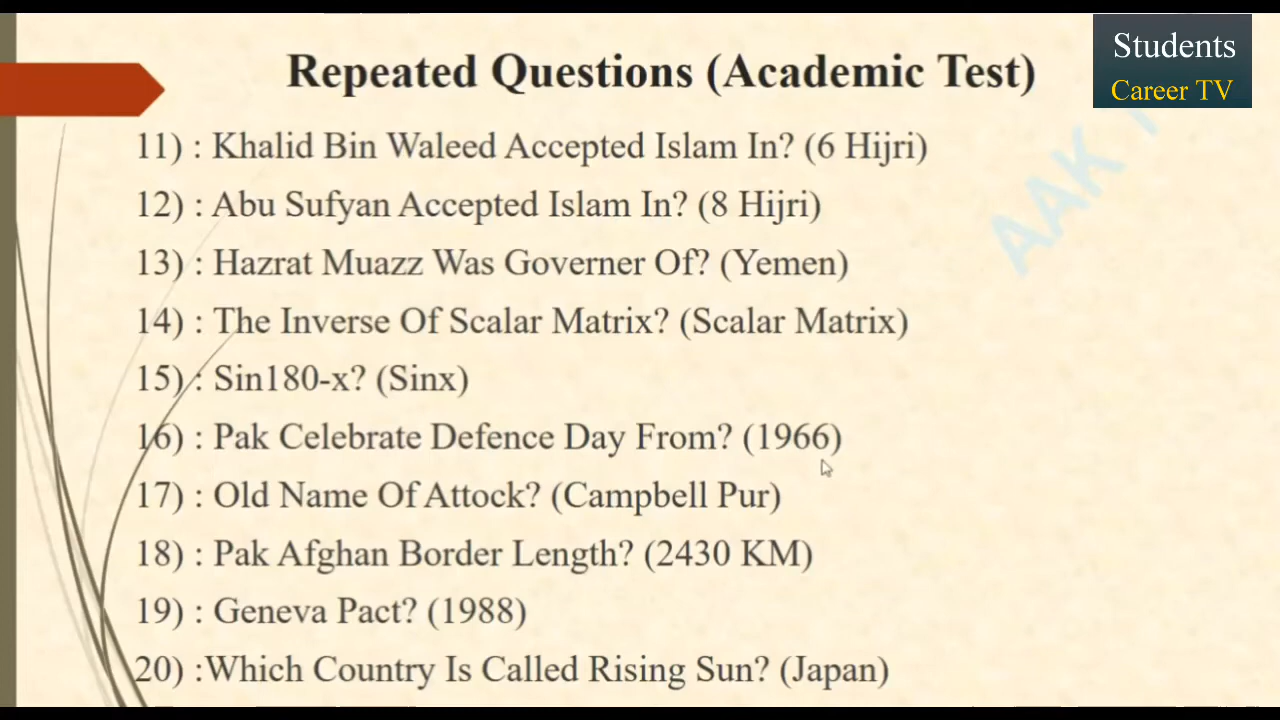 Students
Career TV
Repeated Questions (Academic Test)
11) : Khalid Bin Waleed Accepted Islam In? (6 Hijri)
12) : Abu Sufyan Accepted Islam In? (8 Hijri)
13) : Hazrat Muazz Was Governer Of? (Yemen)
14) : The Inverse Of Scalar Matrix? (Scalar Matrix)
15) : Sin180-x? (Sinx)
16) : Pak Celebrate Defence Day From? (1966)
17) : Old Name Of Attock? (Campbell Pur)
18) : Pak Afghan Border Length? (2430 KM)
19) : Geneva Pact? (1988)
20) :Which Country Is Called Rising Sun? (Japan)
AAK